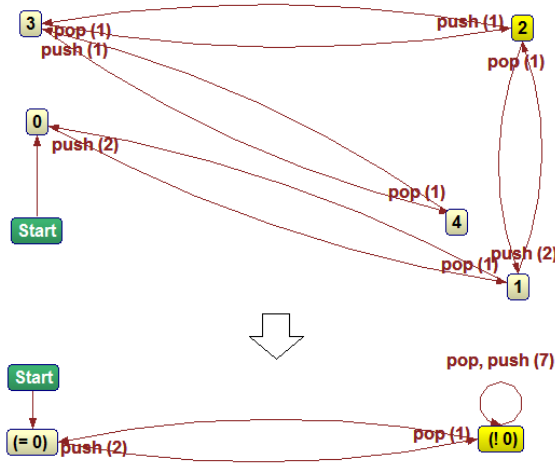 3
push (1)
2
pop (1)
push (1)
pop (1)
0
push (2)
pop (1)
4
Start
push (2)
pop (1)
1
Start
pop, push (7)
(= 0)
push (2)
pop (1)
(! 0)